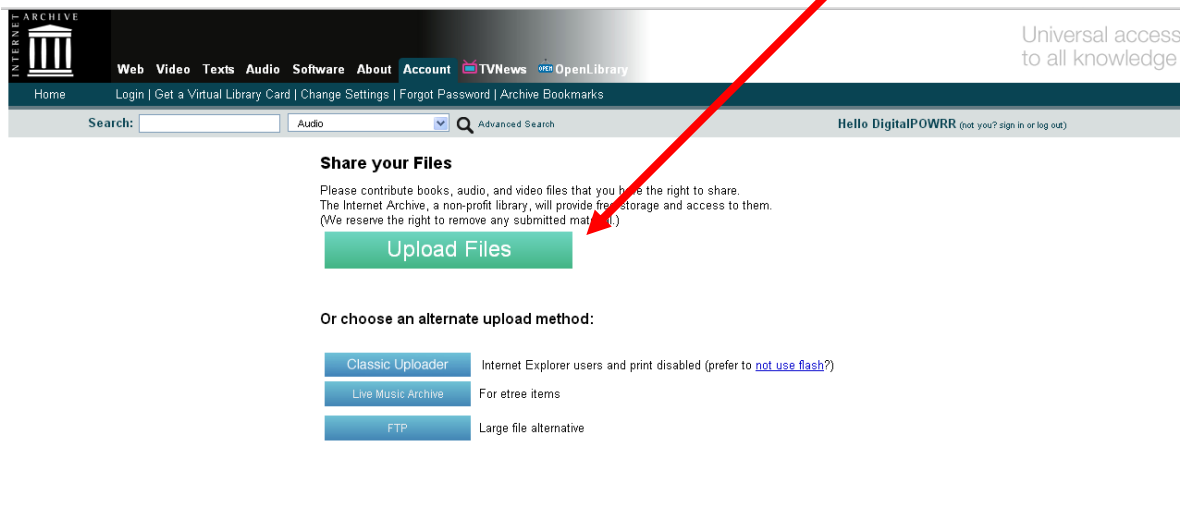 INTERNET ARCHIVE
Universal access
to all knowledge
Web Video Texts Audio Software About Account TVNews OPEN OpenLibrary
Home Login | Get a Virtual Library Card | Change Settings | Forgot Password | Archive Bookmarks
Search: Audio Advanced Search Hello DigitalPOWRR (not you? sign in or log out)
Share your Files
Please contribute books, audio, and video files that you have the right to share.
The Internet Archive, a non-profit library, will provide free storage and access to them.
(We reserve the right to remove any submitted material.)
Upload Files
Or choose an alternate upload method:
Classic Uploader Internet Explorer users and print disabled (prefer to not use flash?)
Live Music Archive For etree items
FTP Large file alternative